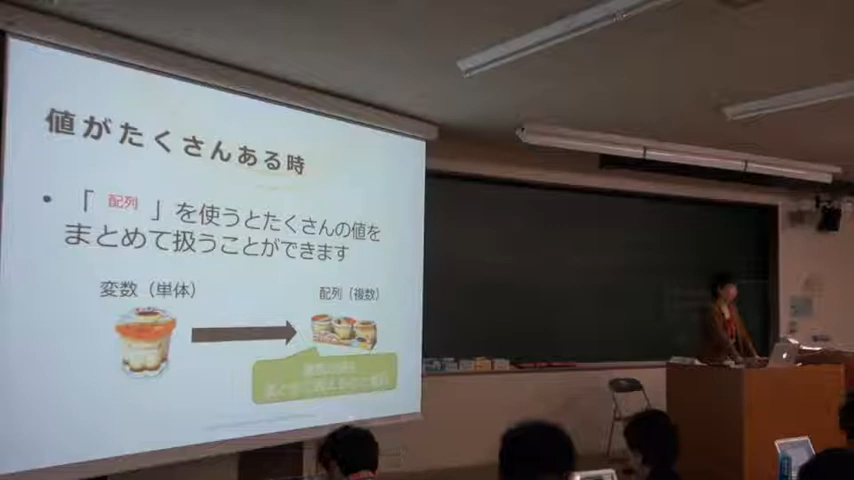 値がたくさんある時
• 「 配列 」を使うとたくさんの値を
まとめて扱うことができます
変数（単体）
配列（複数）